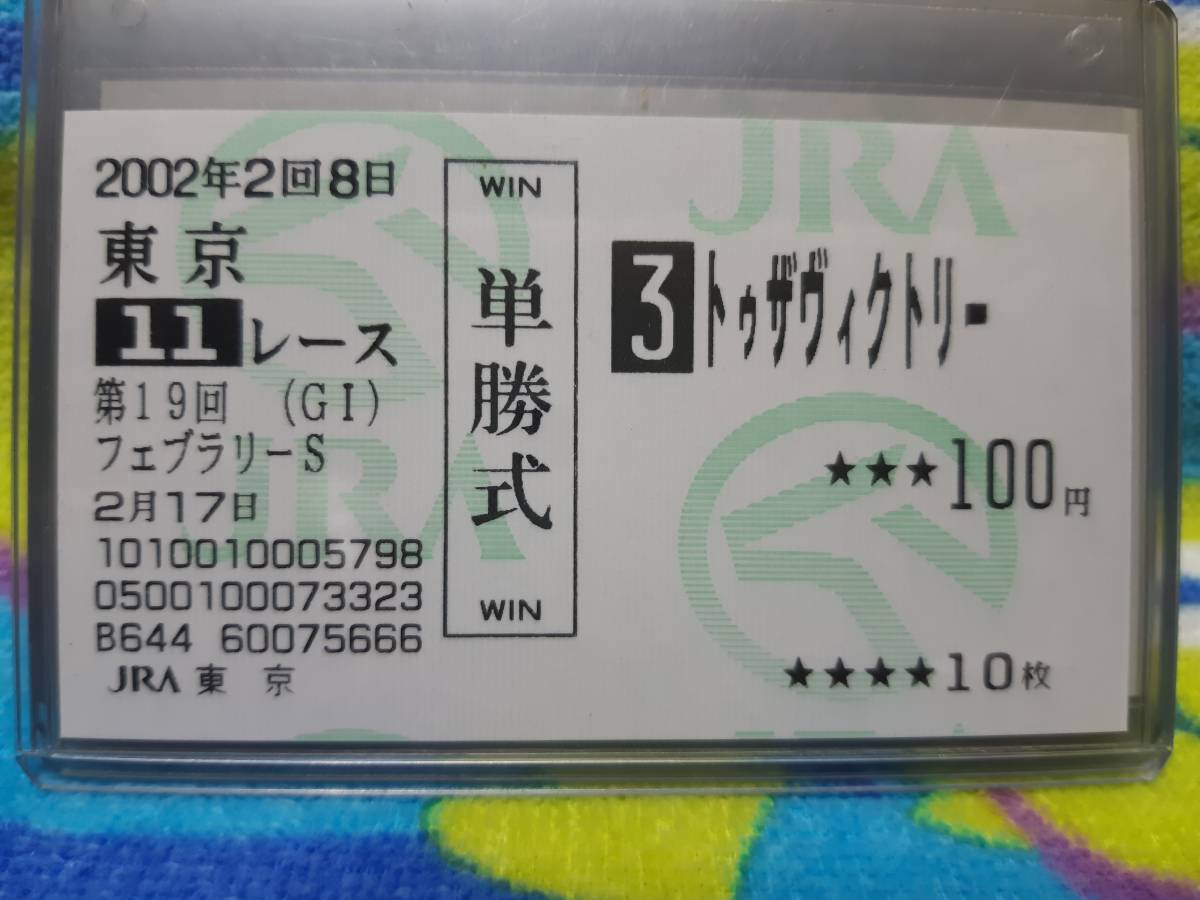 2002年2回8日
東京
11レース
第19回 (GI)
フェブラリーS
2月17日
1010010005798
0500100073323
B644 60075666
JRA 東 京
WIN
単勝式
WIN
JRA
3 トゥザヴィクトリー
★★★100円
★★★★10枚
JRA